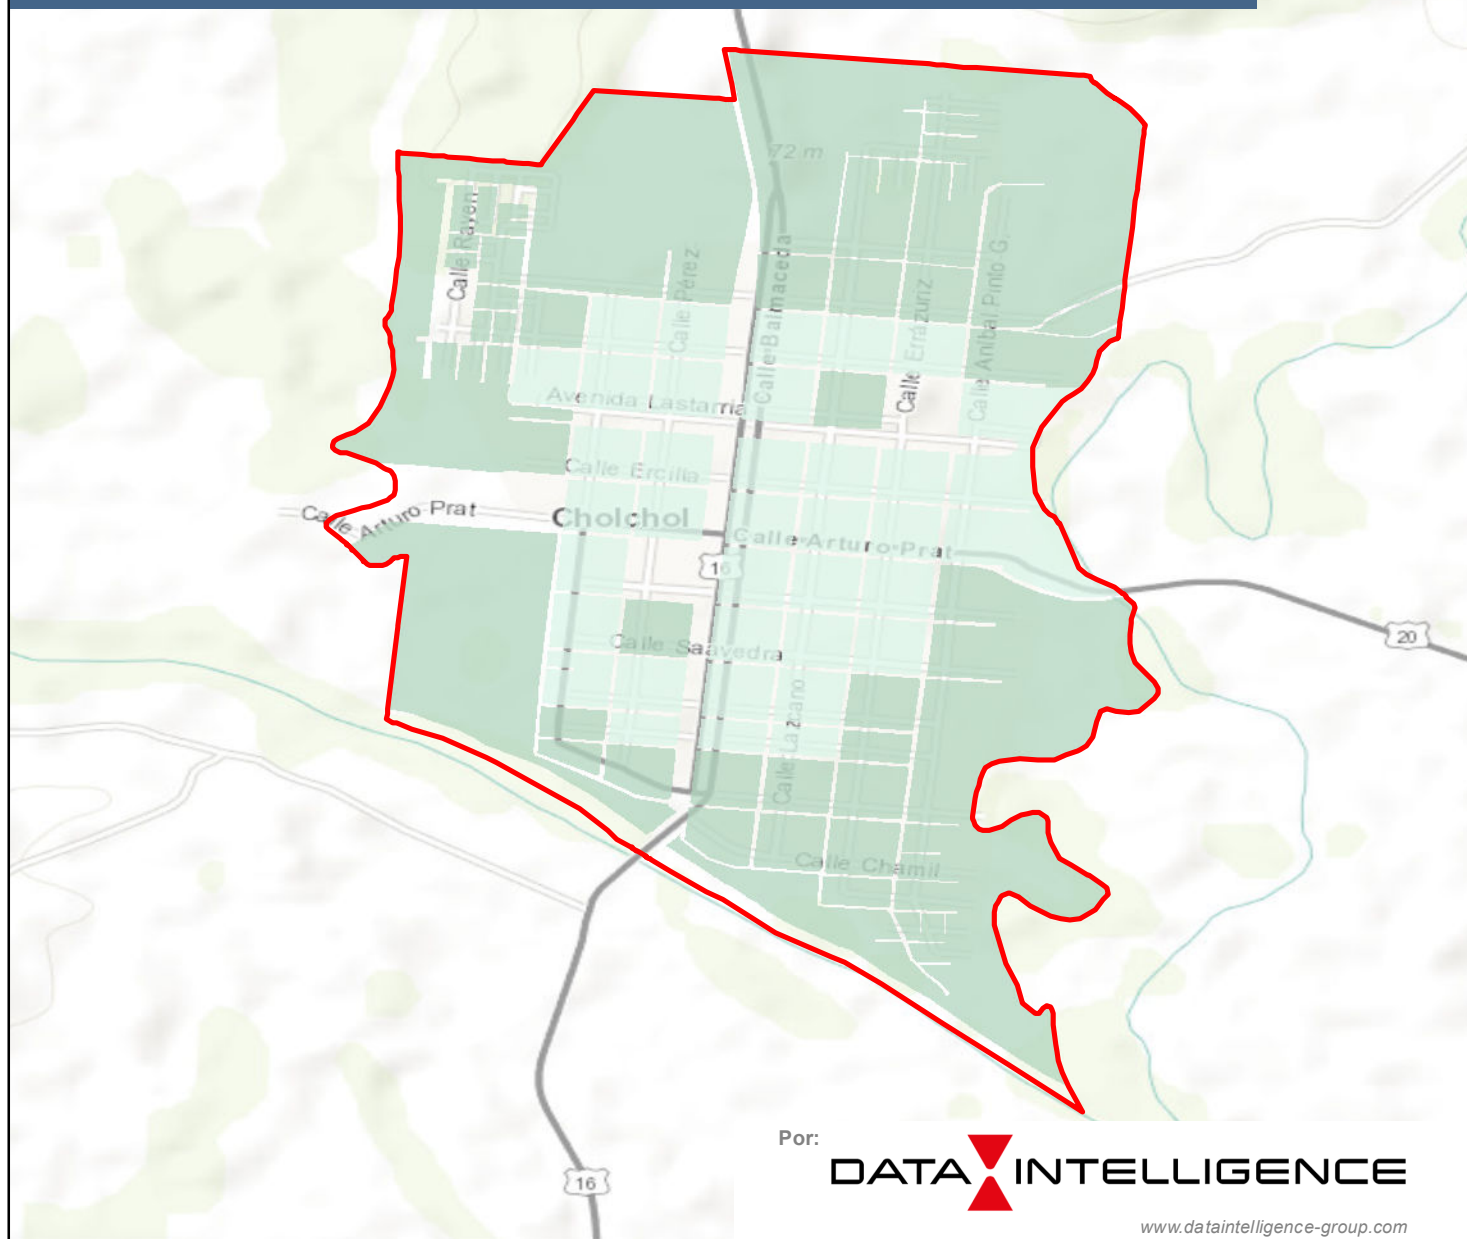 72 m
Calle Rayen
Calle Pérez
Calle Balmaceda
Calle Errázuriz
Calle Aníbal Pinto G.
Avenida Lastarria
Calle Ercilla
Calle Arturo Prat
Cholchol
Calle Arturo Prat
16
20
Calle Saavedra
Calle Lazcano
Calle Chamil
16
Por:
DATA INTELLIGENCE
www.dataintelligence-group.com